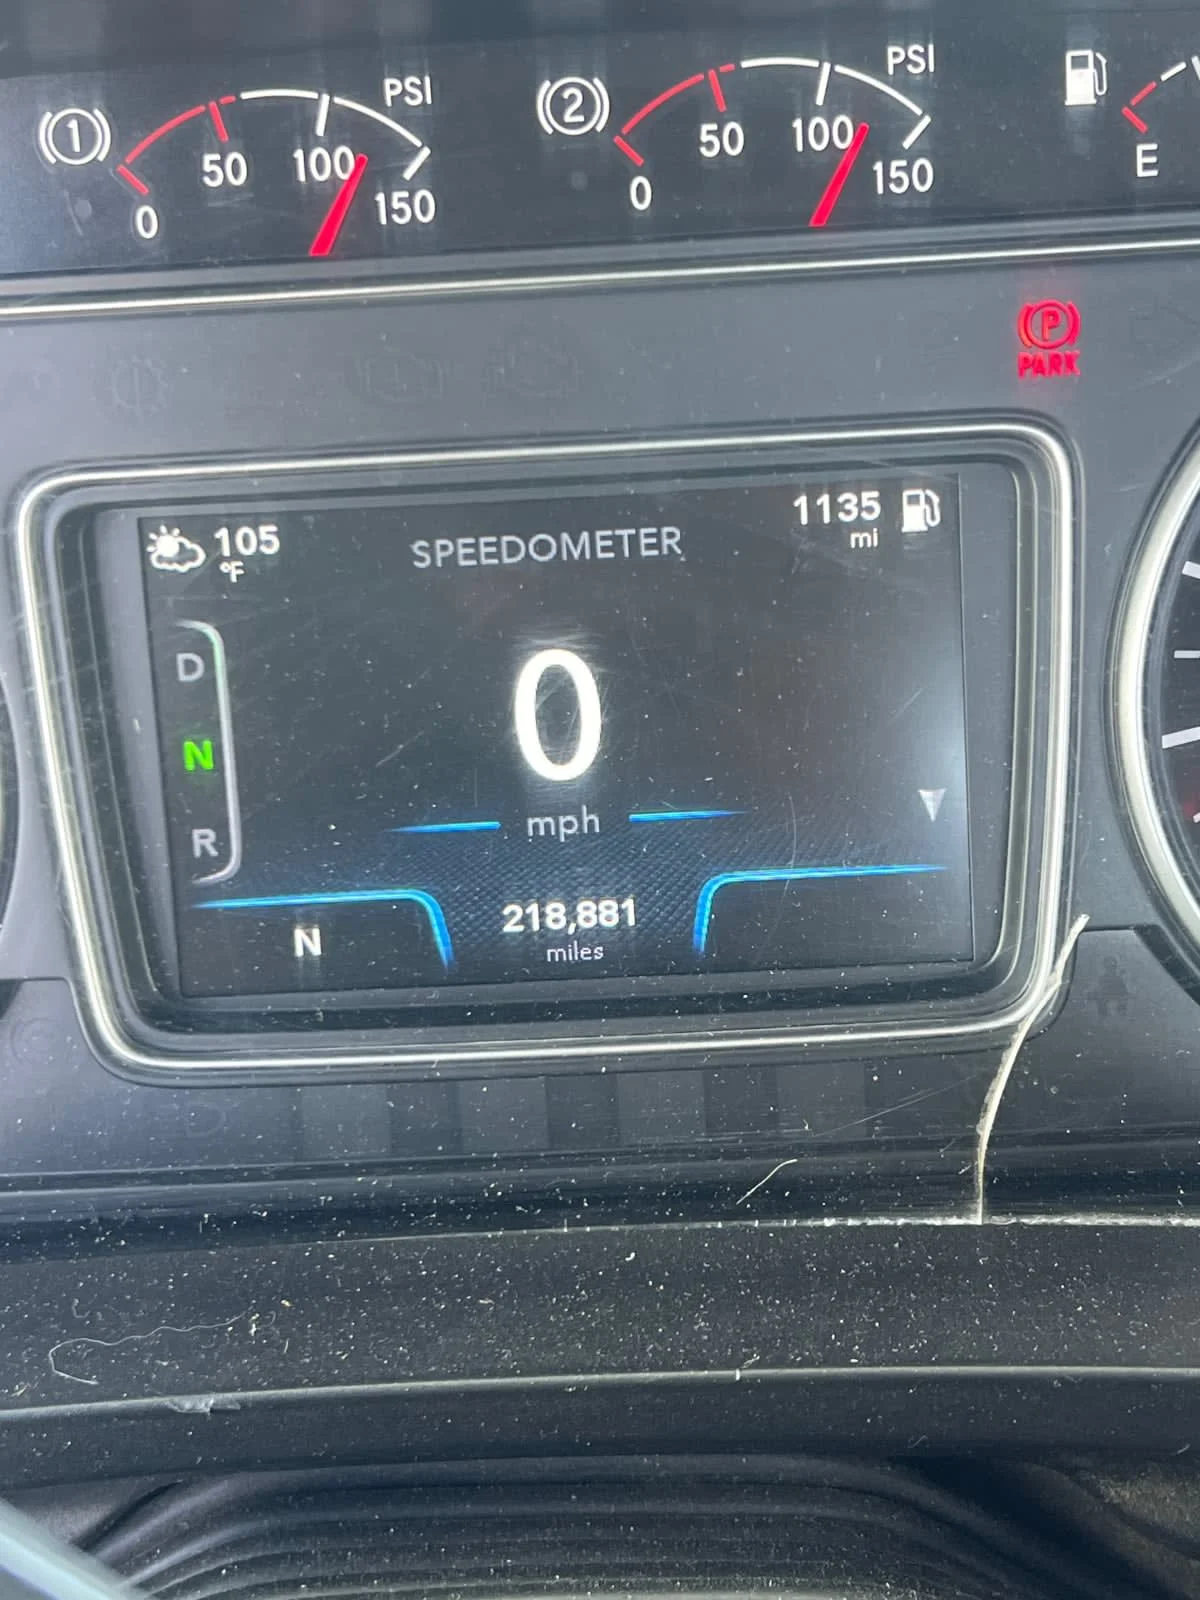 1
0
50
100
150
PSI
2
0
50
100
150
PSI
E
P
PARK
105
°F
SPEEDOMETER
1135
mi
D
N
R
0
mph
N
218,881
miles